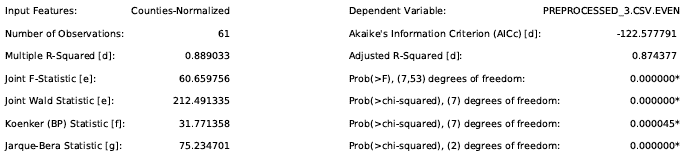 Input Features: Counties-Normalized Dependent Variable: PREPROCESSED_3.CSV.EVEN
Number of Observations: 61 Akaike's Information Criterion (AICc) [d]: -122.577791
Multiple R-Squared [d]: 0.889033 Adjusted R-Squared [d]: 0.874377
Joint F-Statistic [e]: 60.659756 Prob(>F), (7,53) degrees of freedom: 0.000000*
Joint Wald Statistic [e]: 212.491335 Prob(>chi-squared), (7) degrees of freedom: 0.000000*
Koenker (BP) Statistic [f]: 31.771358 Prob(>chi-squared), (7) degrees of freedom: 0.000045*
Jarque-Bera Statistic [g]: 75.234701 Prob(>chi-squared), (2) degrees of freedom: 0.000000*